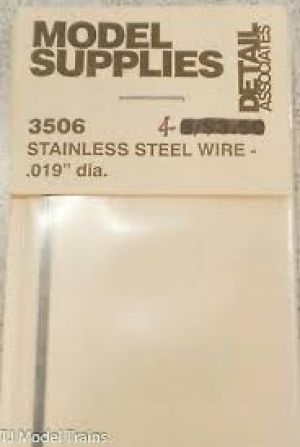 MODEL
SUPPLIES
DETAIL
ASSOCIATES
3506
4
STAINLESS STEEL WIRE -
.019" dia.
TJ Model Trains